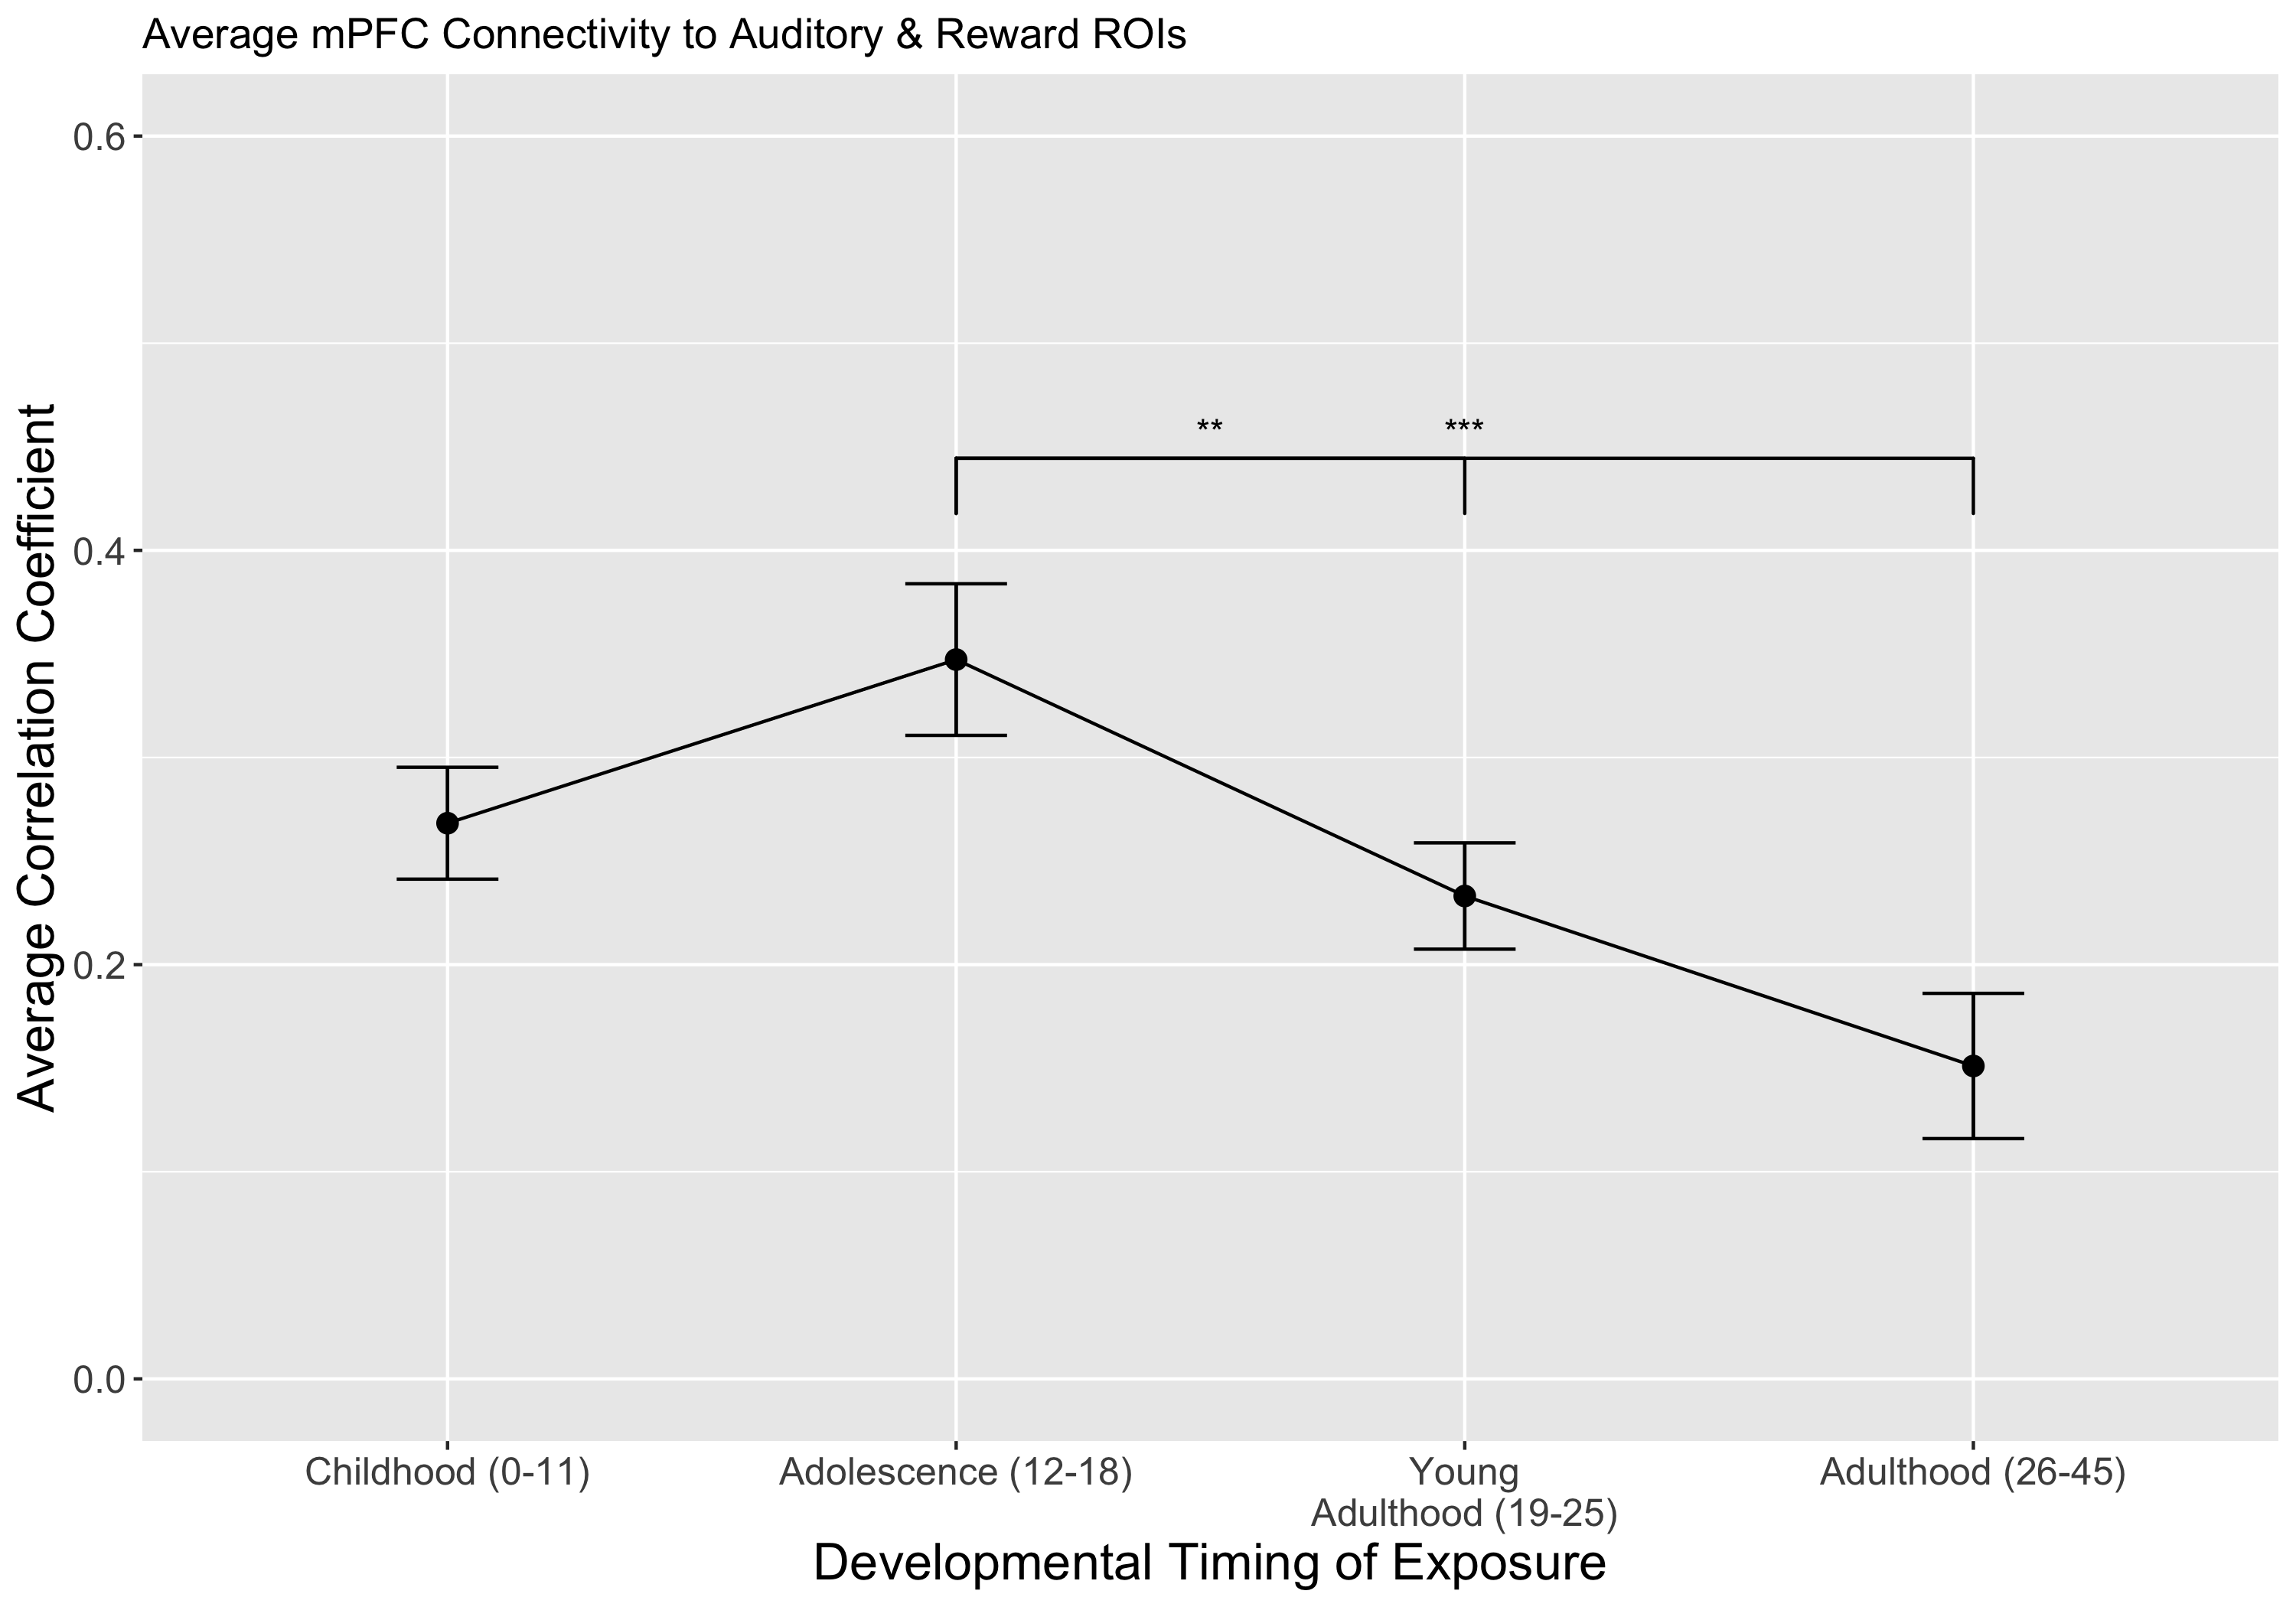 Average mPFC Connectivity to Auditory & Reward ROIs
0.6
0.4
0.2
0.0
Average Correlation Coefficient
** ***
Childhood (0-11) Adolescence (12-18) Young Adulthood (26-45)
Adulthood (19-25)
Developmental Timing of Exposure